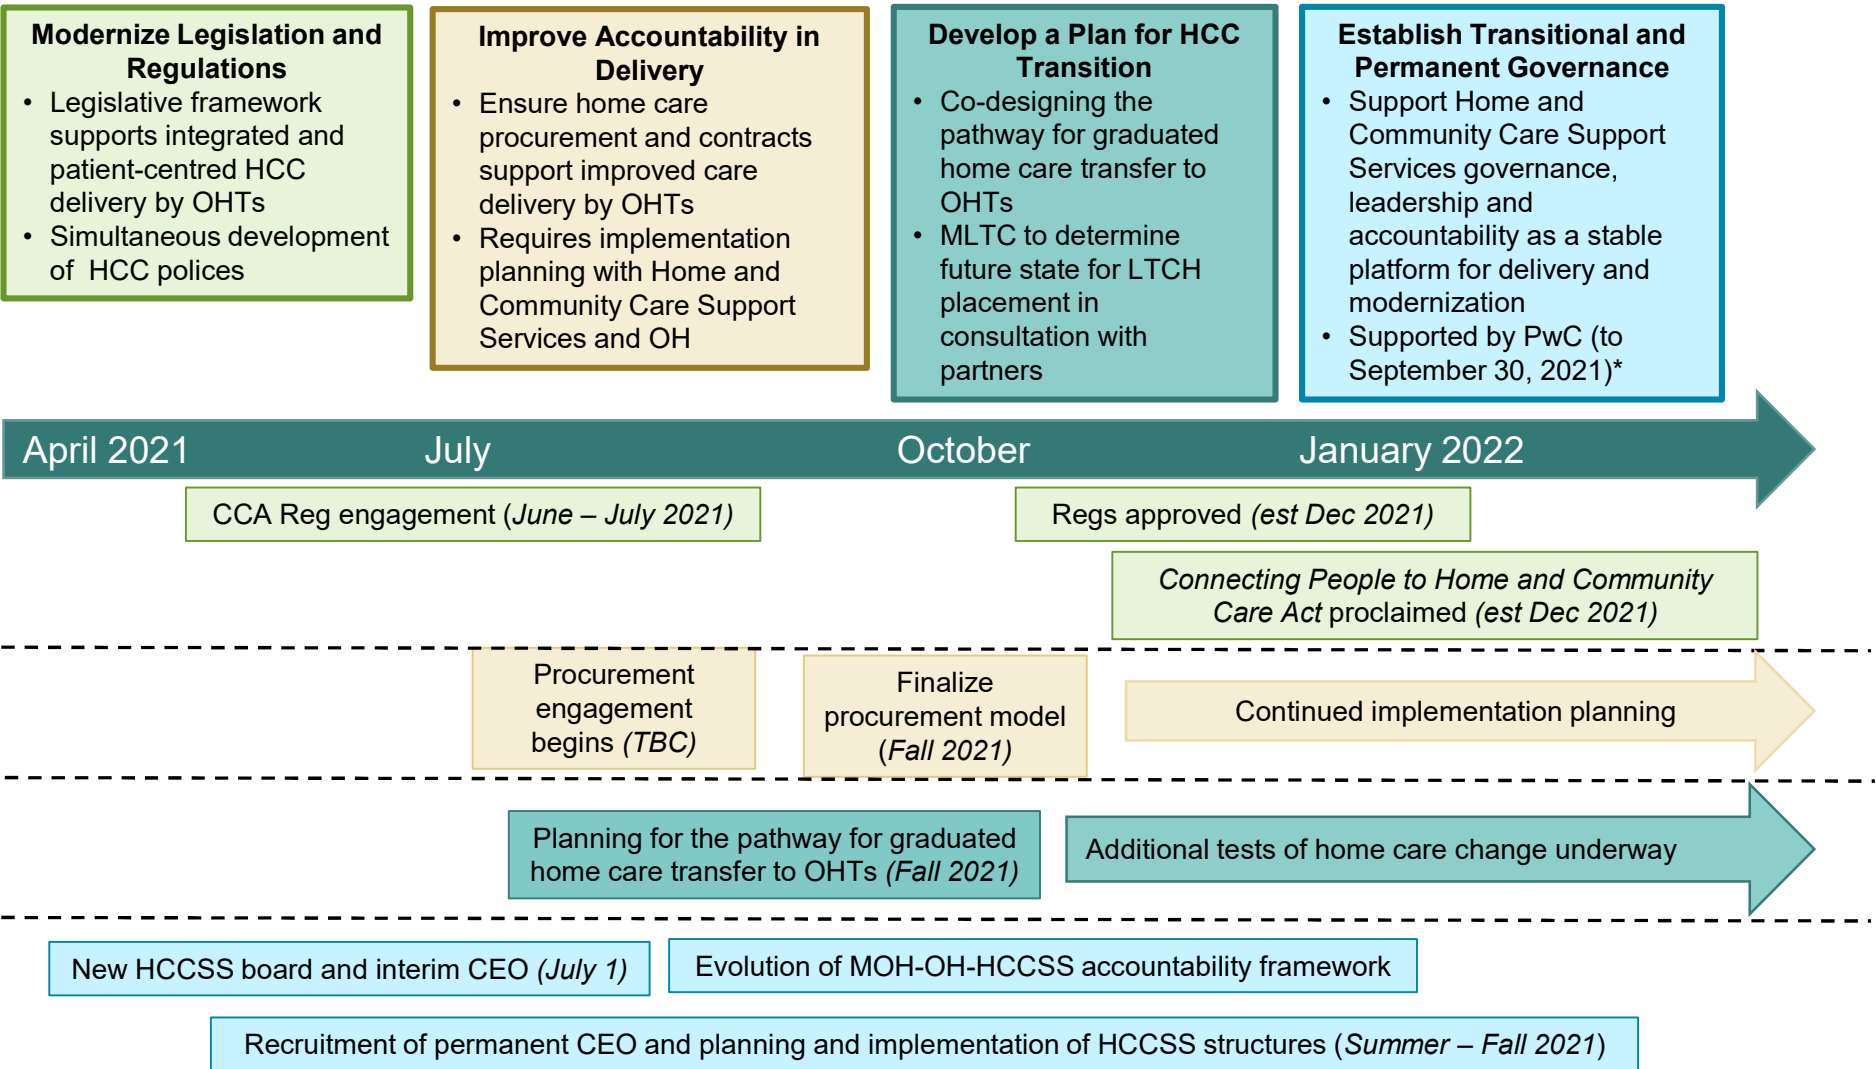 Modernize Legislation and
Regulations
• Legislative framework
supports integrated and
patient-centred HCC
delivery by OHTs
• Simultaneous development
of HCC polices
Improve Accountability in
Delivery
• Ensure home care
procurement and contracts
support improved care
delivery by OHTs
• Requires implementation
planning with Home and
Community Care Support
Services and OH
Develop a Plan for HCC
Transition
• Co-designing the
pathway for graduated
home care transfer to
OHTs
• MLTC to determine
future state for LTCH
placement in
consultation with
partners
Establish Transitional and
Permanent Governance
• Support Home and
Community Care Support
Services governance,
leadership and
accountability as a stable
platform for delivery and
modernization
• Supported by PwC (to
September 30, 2021)*
April 2021
July
October
January 2022
CCA Reg engagement (June – July 2021)
Regs approved (est Dec 2021)
Connecting People to Home and Community
Care Act proclaimed (est Dec 2021)
Procurement
engagement
begins (TBC)
Finalize
procurement model
(Fall 2021)
Continued implementation planning
Planning for the pathway for graduated
home care transfer to OHTs (Fall 2021)
Additional tests of home care change underway
New HCCSS board and interim CEO (July 1)
Evolution of MOH-OH-HCCSS accountability framework
Recruitment of permanent CEO and planning and implementation of HCCSS structures (Summer – Fall 2021)